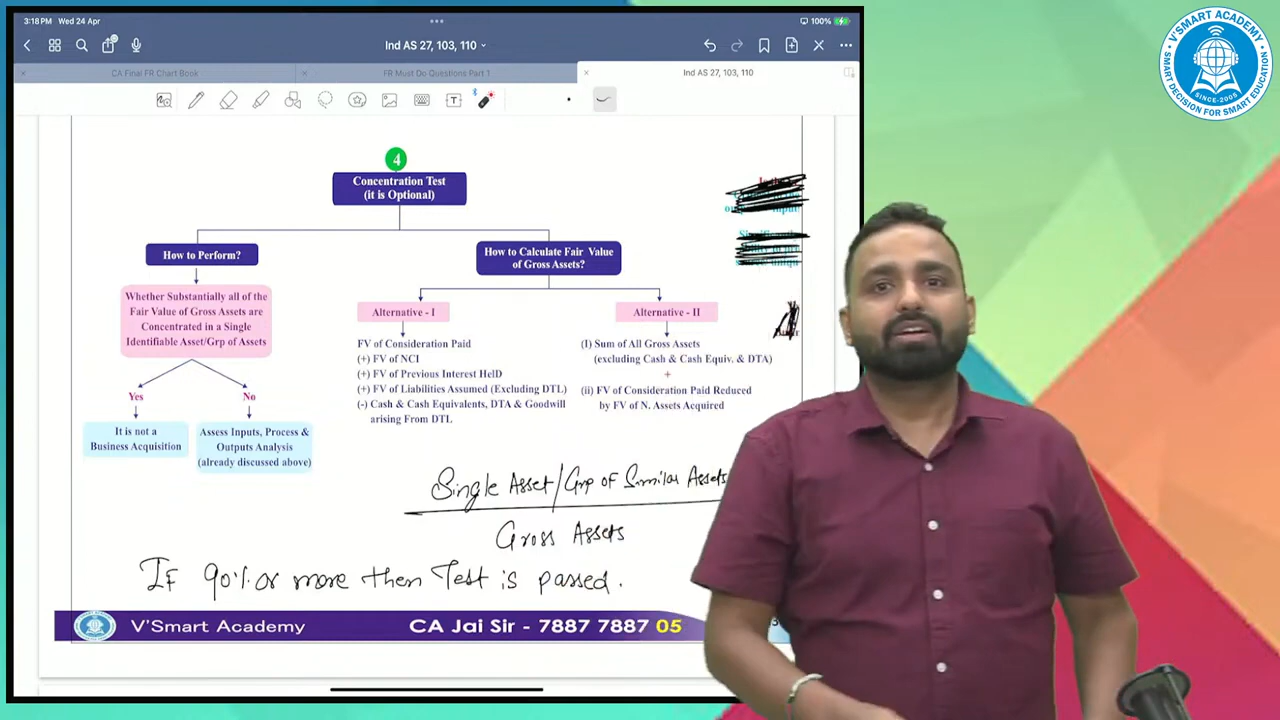 3:18 PM Wed 24 Apr
100%
Ind AS 27, 103, 110
CA Final FR Chart Book
FR Must Do Questions Part 1
Ind AS 27, 103, 110
V'SMART ACADEMY
SMART DECISION FOR SMART EDUCATION
SINCE-2005
4
Concentration Test
(it is Optional)
How to Perform?
Whether Substantially all of the
Fair Value of Gross Assets are
Concentrated in a Single
Identifiable Asset/Grp of Assets
Yes
No
It is not a
Business Acquisition
Assess Inputs, Process &
Outputs Analysis
(already discussed above)
How to Calculate Fair Value
of Gross Assets?
Alternative - I
FV of Consideration Paid
(+) FV of NCI
(+) FV of Previous Interest HelD
(+) FV of Liabilities Assumed (Excluding DTL)
(-) Cash & Cash Equivalents, DTA & Goodwill
arising From DTL
Alternative - II
(I) Sum of All Gross Assets
(excluding Cash & Cash Equiv. & DTA)
+
(ii) FV of Consideration Paid Reduced
by FV of N. Assets Acquired
Single Asset/Grp of Similar Assets
Gross Assets
IF 90% or more then Test is passed.
V'Smart Academy
CA Jai Sir - 7887 7887 05